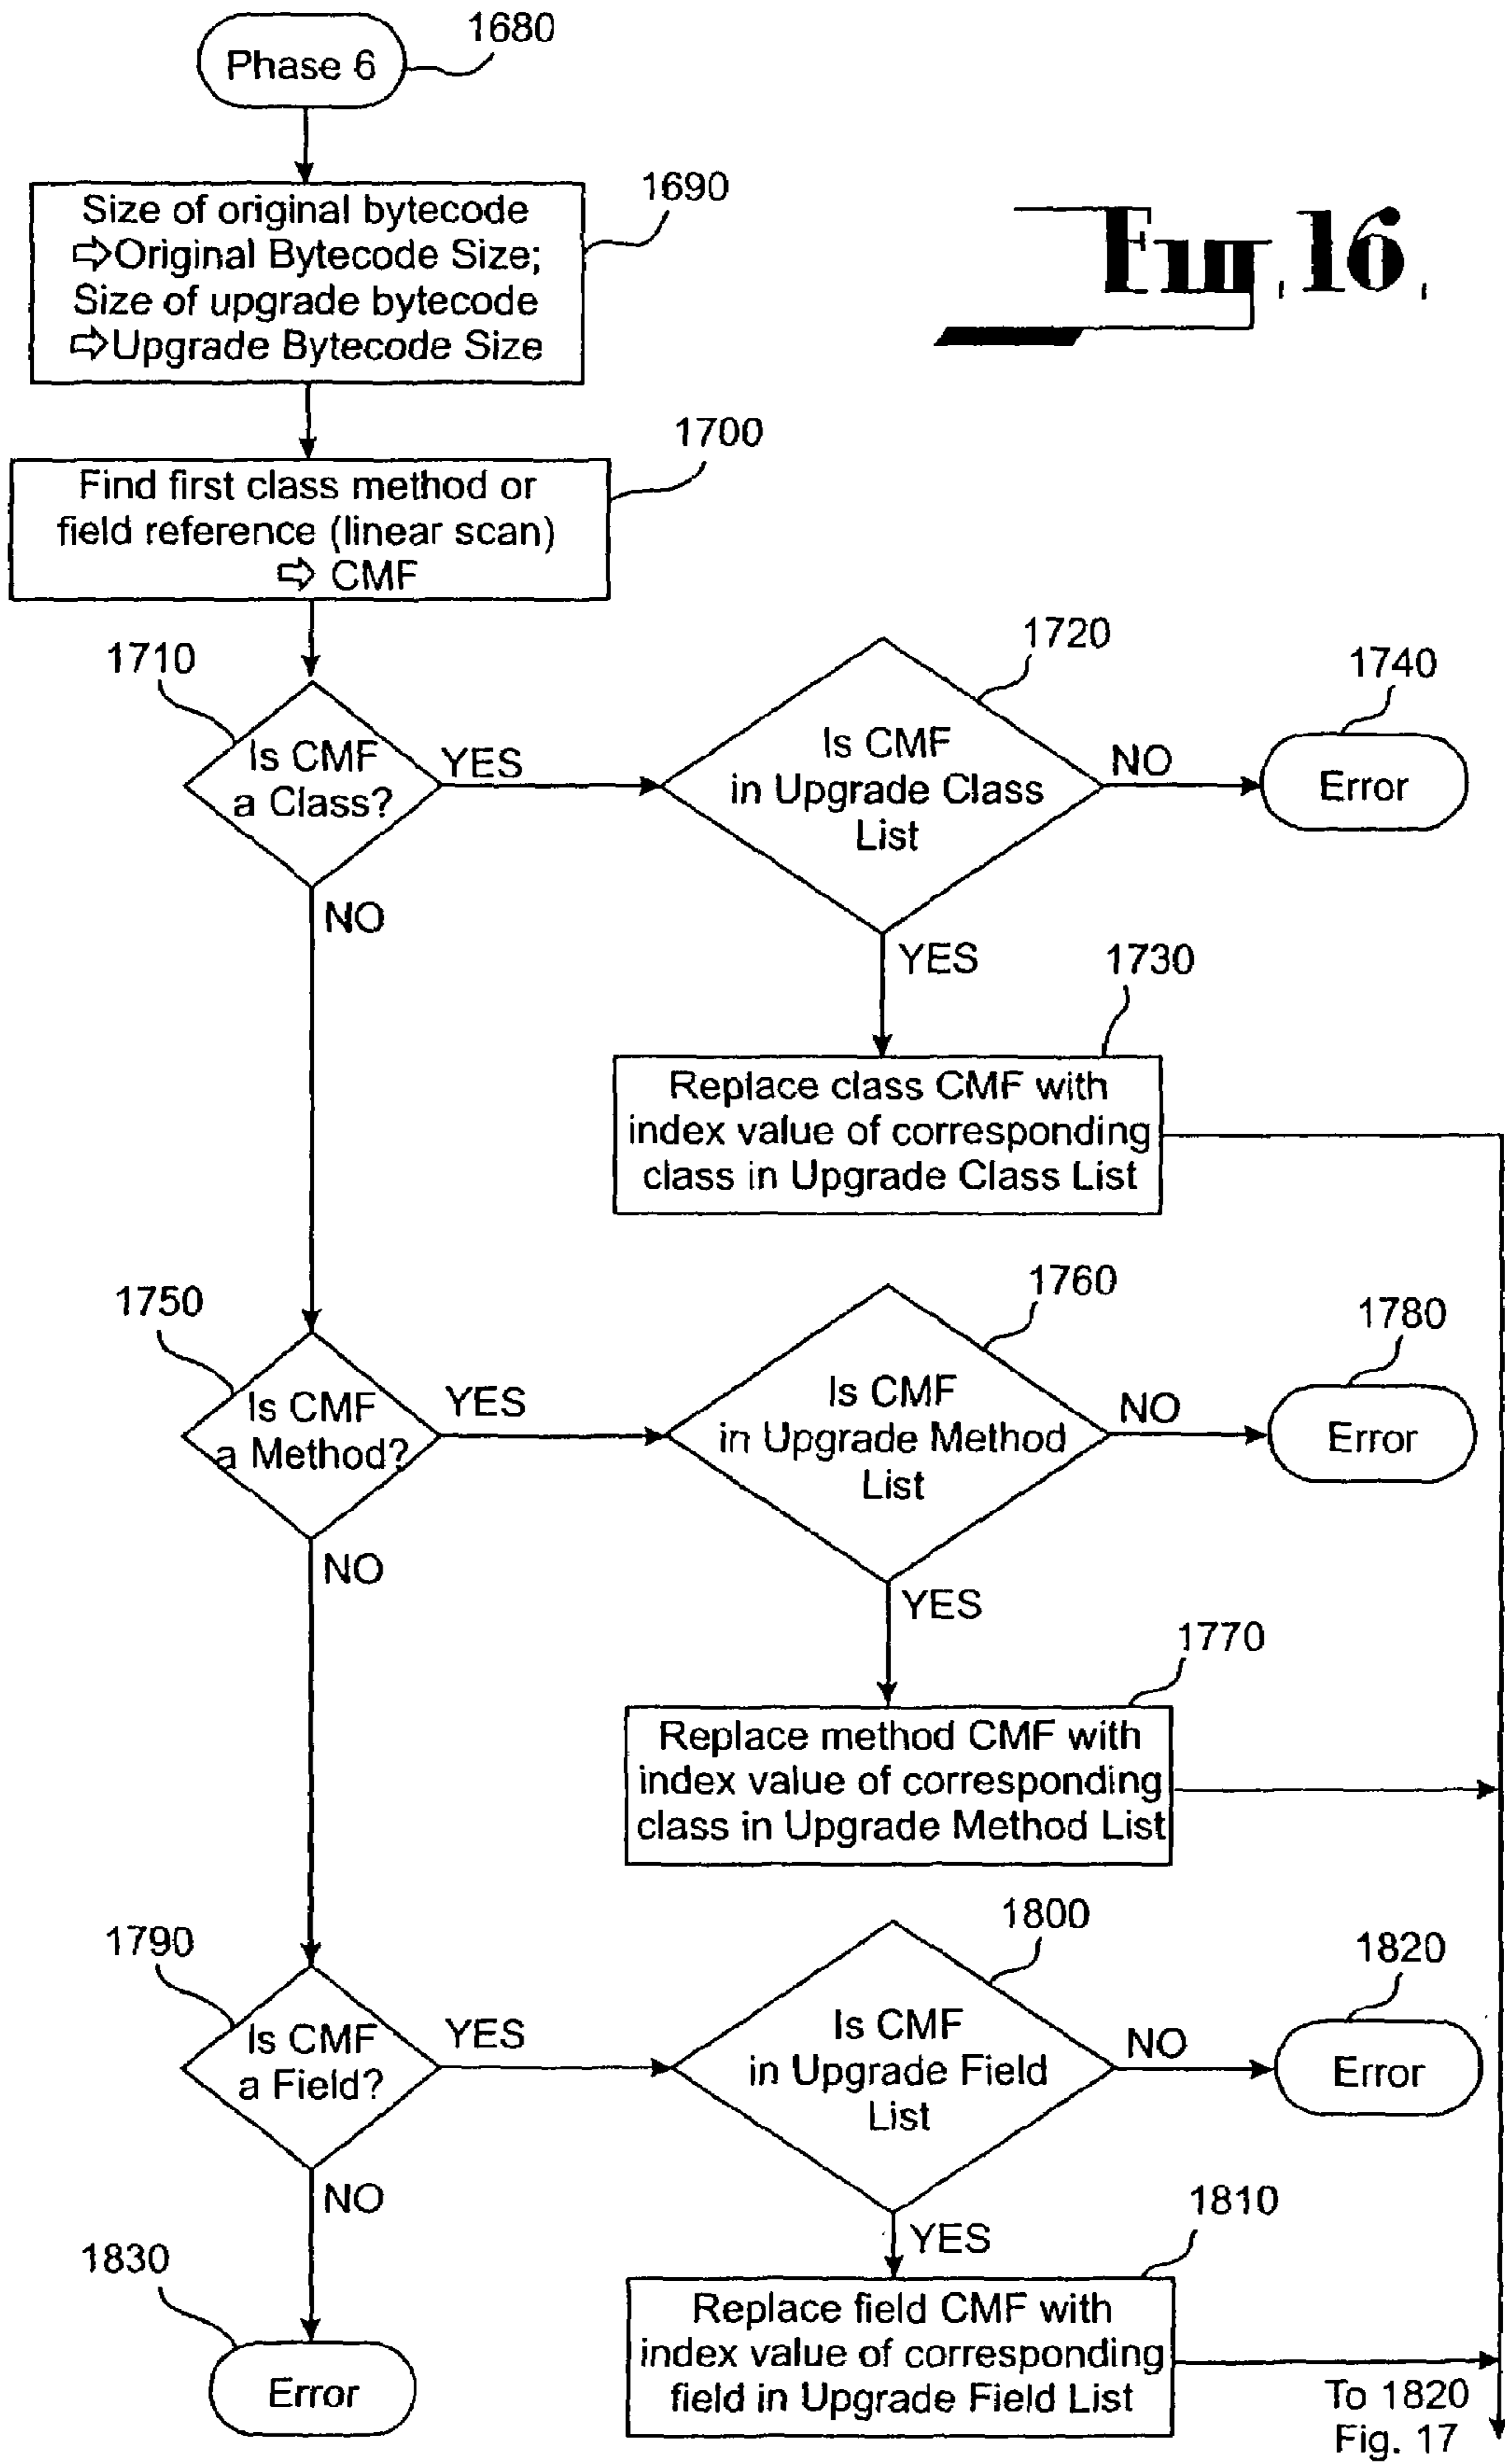 Phase 6
1680
Size of original bytecode
⇨Original Bytecode Size;
Size of upgrade bytecode
⇨Upgrade Bytecode Size
1690
Fig. 16.
Find first class method or
field reference (linear scan)
⇨ CMF
1700
1710
Is CMF
a Class?
YES
NO
1720
Is CMF
in Upgrade Class
List
NO
YES
1740
Error
1730
Replace class CMF with
index value of corresponding
class in Upgrade Class List
1750
Is CMF
a Method?
YES
NO
1760
Is CMF
in Upgrade Method
List
NO
YES
1780
Error
1770
Replace method CMF with
index value of corresponding
class in Upgrade Method List
1790
Is CMF
a Field?
YES
NO
1800
Is CMF
in Upgrade Field
List
NO
YES
1820
Error
1810
Replace field CMF with
index value of corresponding
field in Upgrade Field List
1830
Error
To 1820
Fig. 17